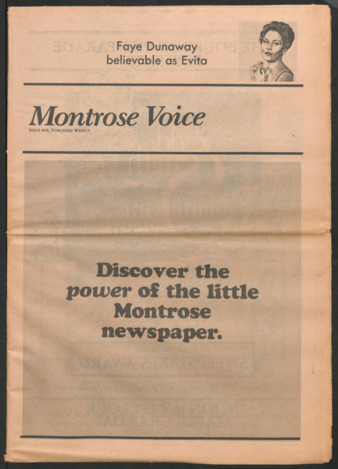 Faye Dunaway
believable as Evita
Montrose Voice
Discover the
power of the little
Montrose
newspaper.